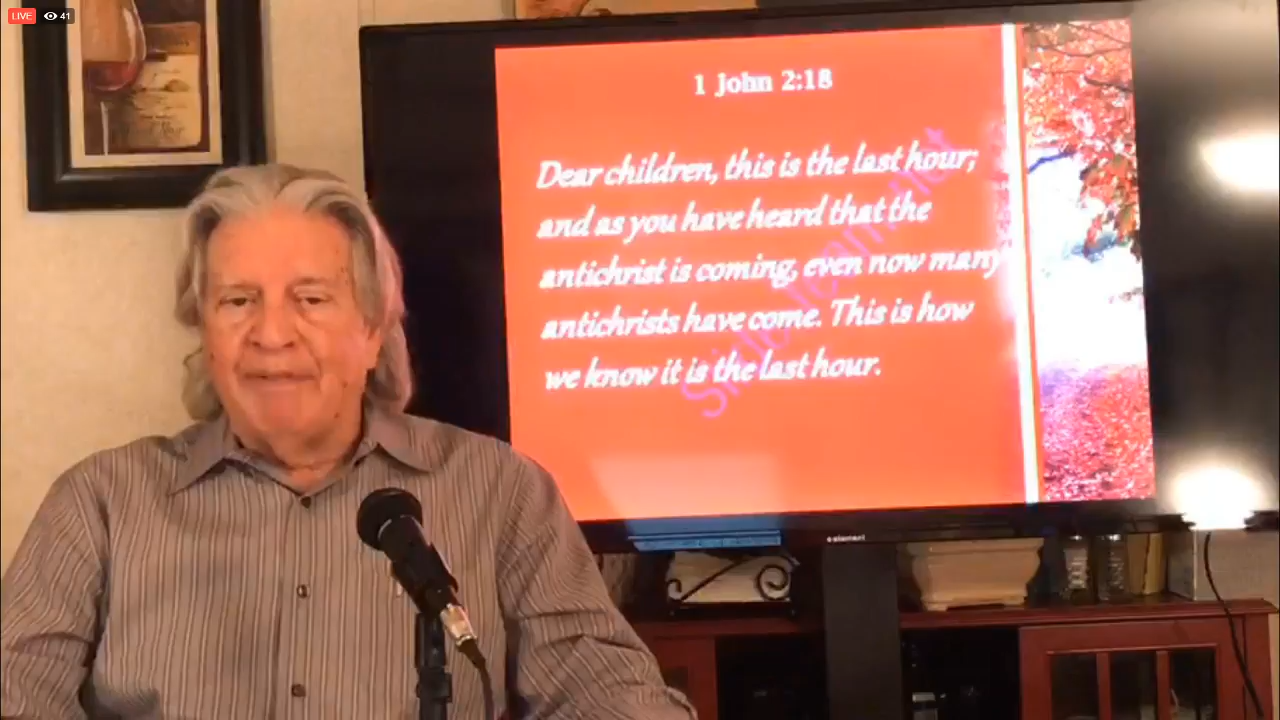 LIVE 41
1 John 2:18
Dear children, this is the last hour;
and as you have heard that the
antichrist is coming, even now many
antichrists have come. This is how
we know it is the last hour.